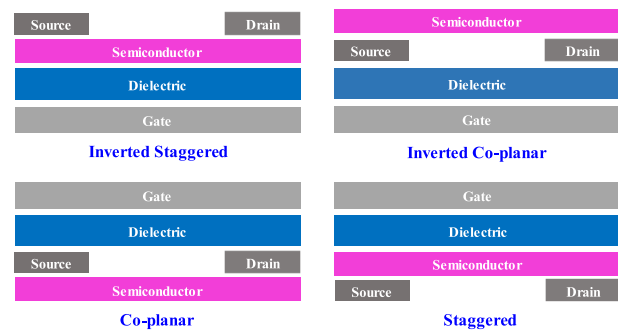 Source Drain
Semiconductor
Dielectric
Gate
Inverted Staggered
Semiconductor
Source Drain
Dielectric
Gate
Inverted Co-planar
Gate
Dielectric
Source Drain
Semiconductor
Co-planar
Gate
Dielectric
Semiconductor
Source Drain
Staggered